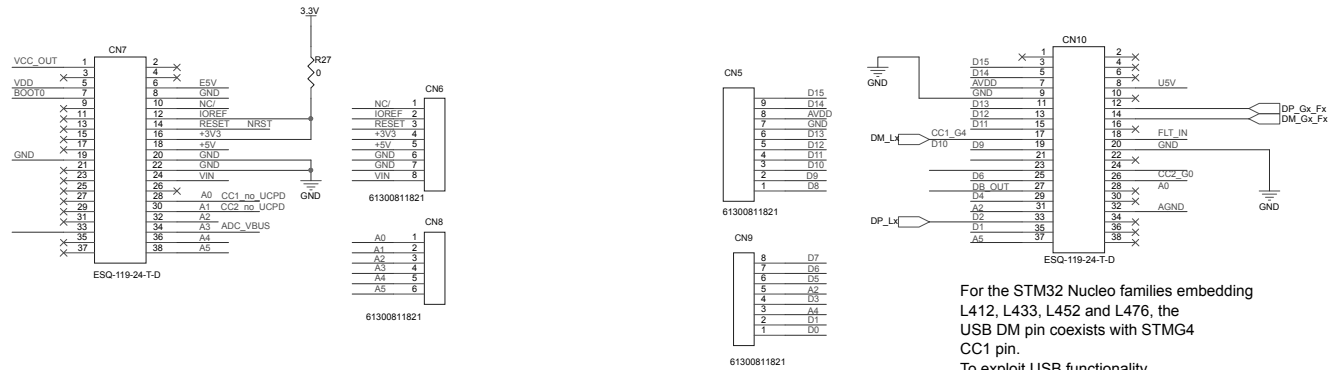 3.3V
R27
0
CN7
VCC_OUT 1 2
3 4
VDD 5 6 E5V
BOOT0 7 8 GND
9 10 NC/
11 12 IOREF
13 14 RESET NRST
15 16 +3V3
17 18 +5V
GND 19 20 GND
21 22 GND
23 24 VIN
25 26
27 28 A0 CC1_no_UCPD
29 30 A1 CC2_no_UCPD
31 32 A2
33 34 A3 ADC_VBUS
35 36 A4
37 38 A5
ESQ-119-24-T-D
GND
CN6
NC/ 1
IOREF 2
RESET 3
+3V3 4
+5V 5
GND 6
GND 7
VIN 8
61300811821
CN8
A0 1
A1 2
A2 3
A3 4
A4 5
A5 6
61300811821
CN5
D15
9 D14
8 AVDD
7 GND
6 D13
5 D12
4 D11
3 D10
2 D9
1 D8
61300811821
CN9
8 D7
7 D6
6 D5
5 A2
4 D3
3 A4
2 D1
1 D0
61300811821
CN10
1 2
D15 3 4
D14 5 6
AVDD 7 8 U5V
GND 9 10
D13 11 12
D12 13 14
D11 15 16
CC1_G4 D10 17 18 FLT_IN
D9 19 20 GND
21 22
23 24
D6 25 26 CC2_G0
DB_OUT 27 28 A0
D4 29 30
A2 31 32 AGND
D2 33 34
D1 35 36
A5 37 38
ESQ-119-24-T-D
GND
DM_Lx
DP_Lx
DP_Gx_Fx
DM_Gx_Fx
GND
For the STM32 Nucleo families embedding
L412, L433, L452 and L476, the
USB DM pin coexists with STMG4
CC1 pin.
To exploit USB functionality